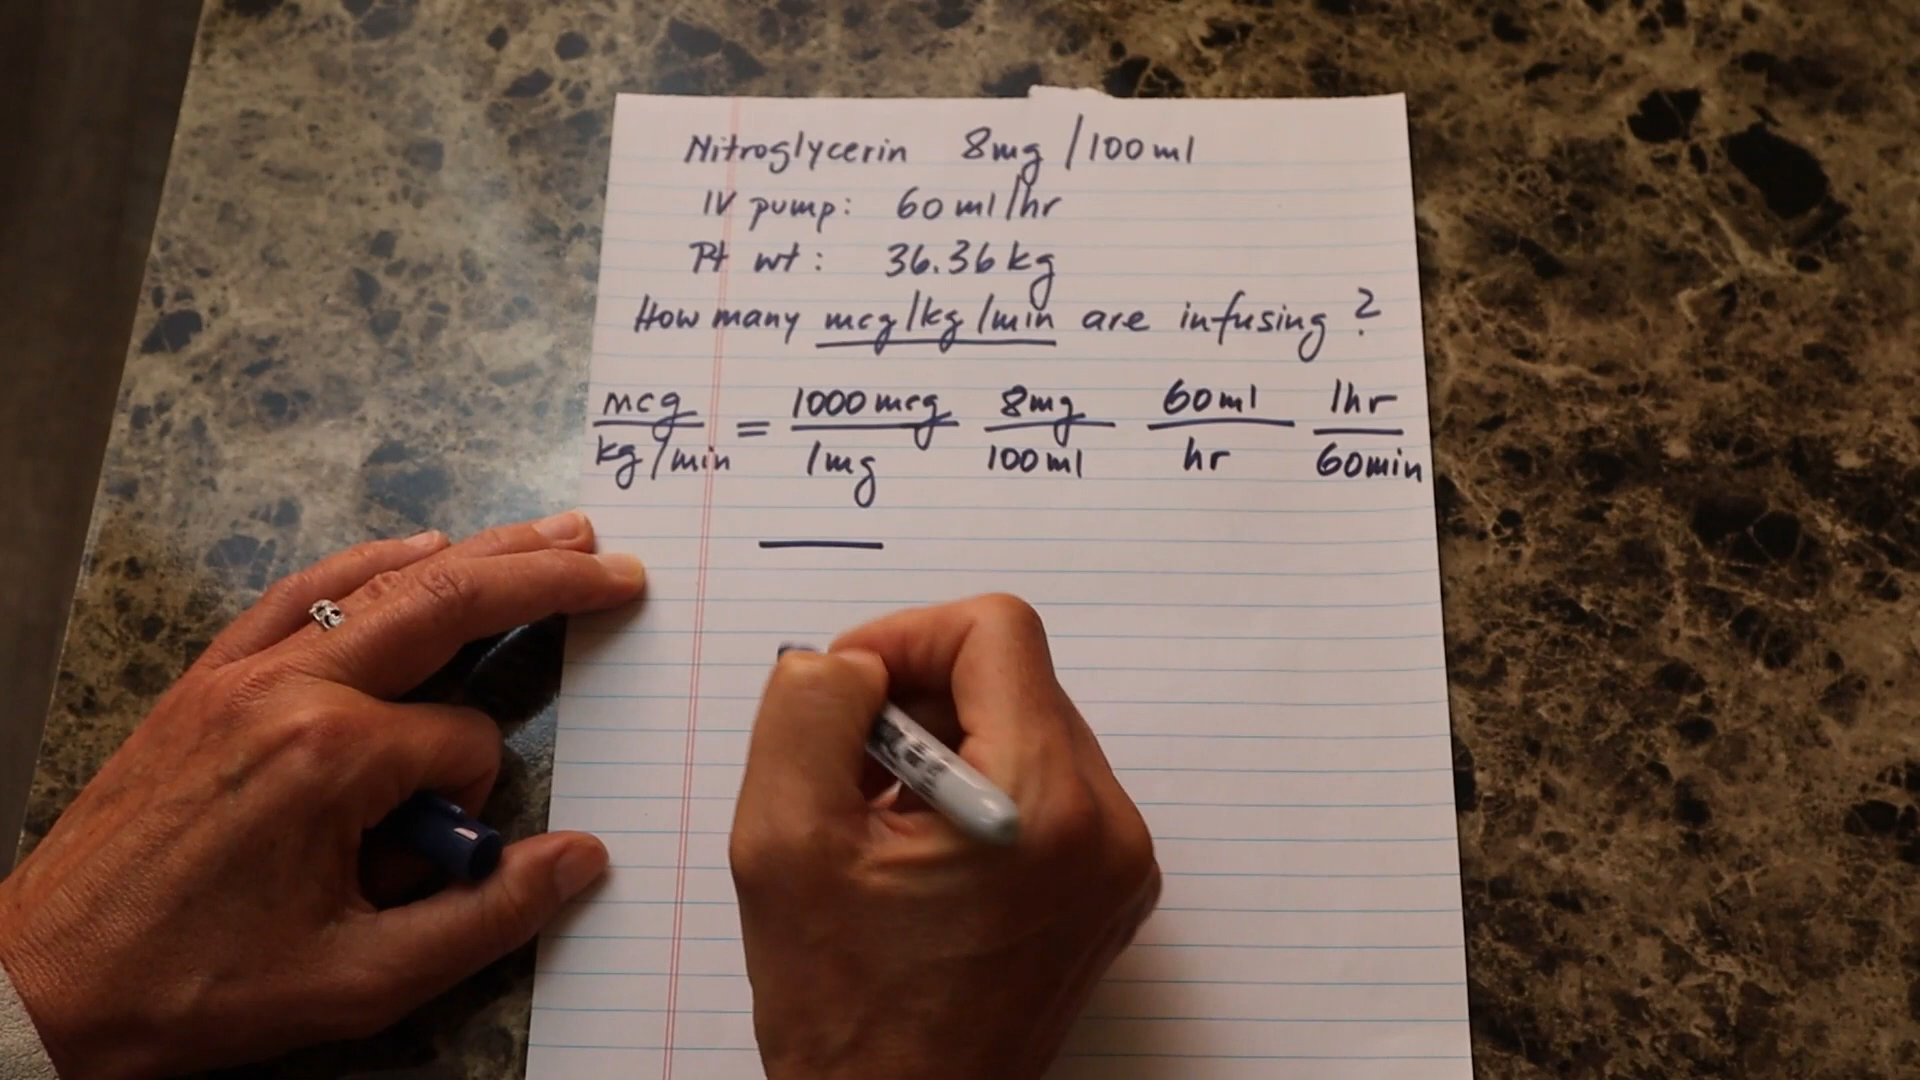 Nitroglycerin 8mg/100ml
IV pump: 60ml/hr
Pt wt: 36.36kg
How many mcg/kg/min are infusing?
mcg = 1000mcg 8mg 60ml 1hr
kg/min 1mg 100ml hr 60min